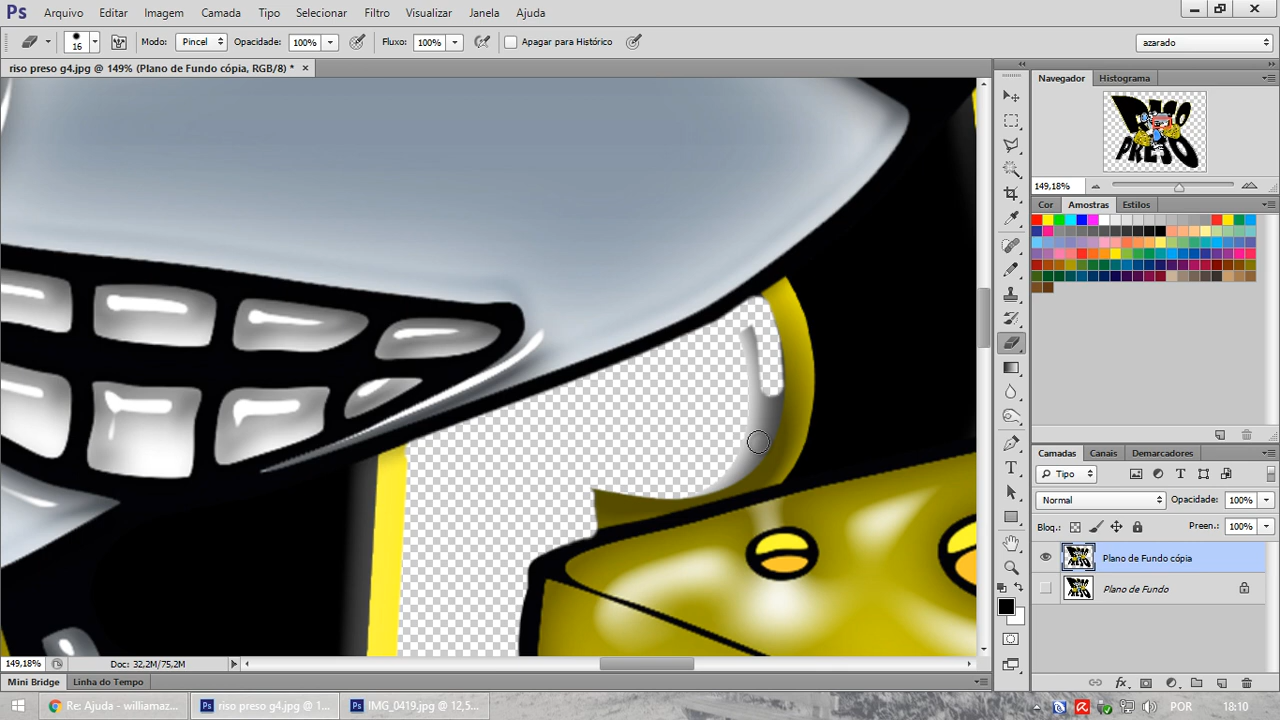 Ps Arquivo Editar Imagem Camada Tipo Selecionar Filtro Visualizar Janela Ajuda
16 Modo: Pincel Opacidade: 100% Fluxo: 100% Apagar para Histórico azarado
riso preso g4.jpg @ 149% (Plano de Fundo cópia, RGB/8) * ×
Navegador Histograma
RISO
PRESO
149,18%
Cor Amostras Estilos
Camadas Canais Demarcadores
Tipo
Normal Opacidade: 100%
Bloq.: Preen.: 100%
Plano de Fundo cópia
Plano de Fundo
149,18% Doc: 32,2M/75,2M
Mini Bridge Linha do Tempo
Re: Ajuda - williamaz... Ps riso preso g4.jpg @ 1... Ps IMG_0419.jpg @ 12,5... POR 18:10